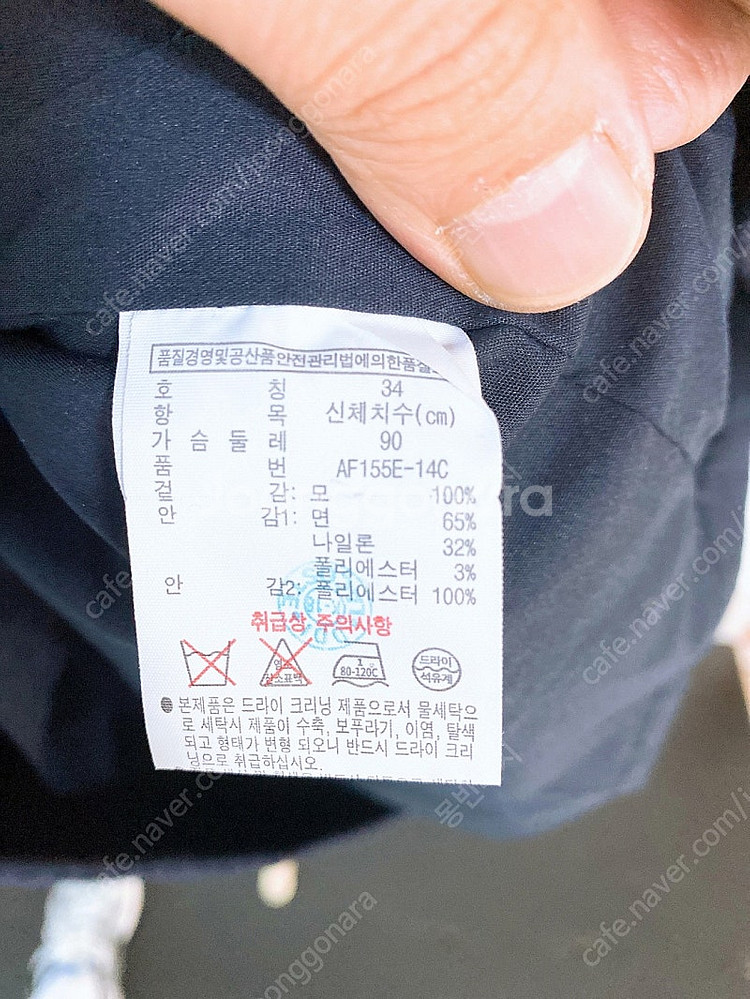 품질경영및공산품안전관리법에의한품질
호 칭 34
항 목 신체치수(cm)
가 슴 둘 레 90
품 번 AF155E-14C
겉 감: 모 100%
안 감1: 면 65%
나일론 32%
폴리에스터 3%
안 감2: 폴리에스터 100%
취급상 주의사항
염소
산소표백
1
80-120C
드라이
석유계
●본제품은 드라이 크리닝 제품으로서 물세탁으
로 세탁시 제품이 수축, 보푸라기, 이염, 탈색
되고 형태가 변형 되오니 반드시 드라이 크리
닝으로 취급하십시오.